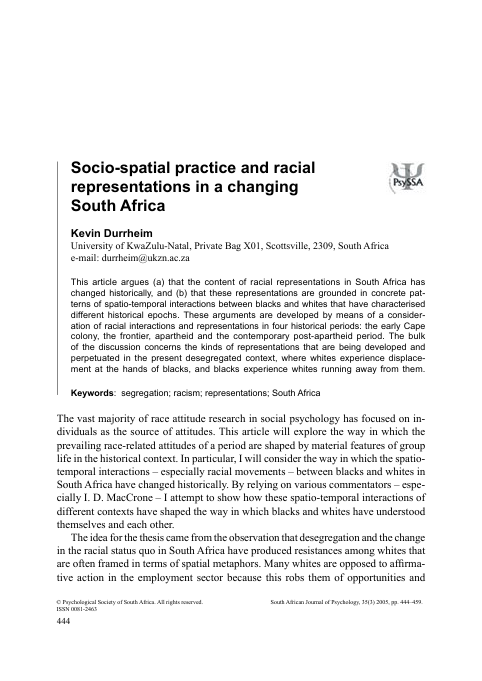 Socio-spatial practice and racial
representations in a changing
South Africa
PsySSA
Kevin Durrheim
University of KwaZulu-Natal, Private Bag X01, Scottsville, 2309, South Africa
e-mail: durrheim@ukzn.ac.za
This article argues (a) that the content of racial representations in South Africa has
changed historically, and (b) that these representations are grounded in concrete pat-
terns of spatio-temporal interactions between blacks and whites that have characterised
different historical epochs. These arguments are developed by means of a consider-
ation of racial interactions and representations in four historical periods: the early Cape
colony, the frontier, apartheid and the contemporary post-apartheid period. The bulk
of the discussion concerns the kinds of representations that are being developed and
perpetuated in the present desegregated context, where whites experience displace-
ment at the hands of blacks, and blacks experience whites running away from them.
Keywords: segregation; racism; representations; South Africa
The vast majority of race attitude research in social psychology has focused on in-
dividuals as the source of attitudes. This article will explore the way in which the
prevailing race-related attitudes of a period are shaped by material features of group
life in the historical context. In particular, I will consider the way in which the spatio-
temporal interactions – especially racial movements – between blacks and whites in
South Africa have changed historically. By relying on various commentators – espe-
cially I. D. MacCrone – I attempt to show how these spatio-temporal interactions of
different contexts have shaped the way in which blacks and whites have understood
themselves and each other.
The idea for the thesis came from the observation that desegregation and the change
in the racial status quo in South Africa have produced resistances among whites that
are often framed in terms of spatial metaphors. Many whites are opposed to affirma-
tive action in the employment sector because this robs them of opportunities and
© Psychological Society of South Africa. All rights reserved.
South African Journal of Psychology, 35(3) 2005, pp. 444–459.
ISSN 0081-2463
444